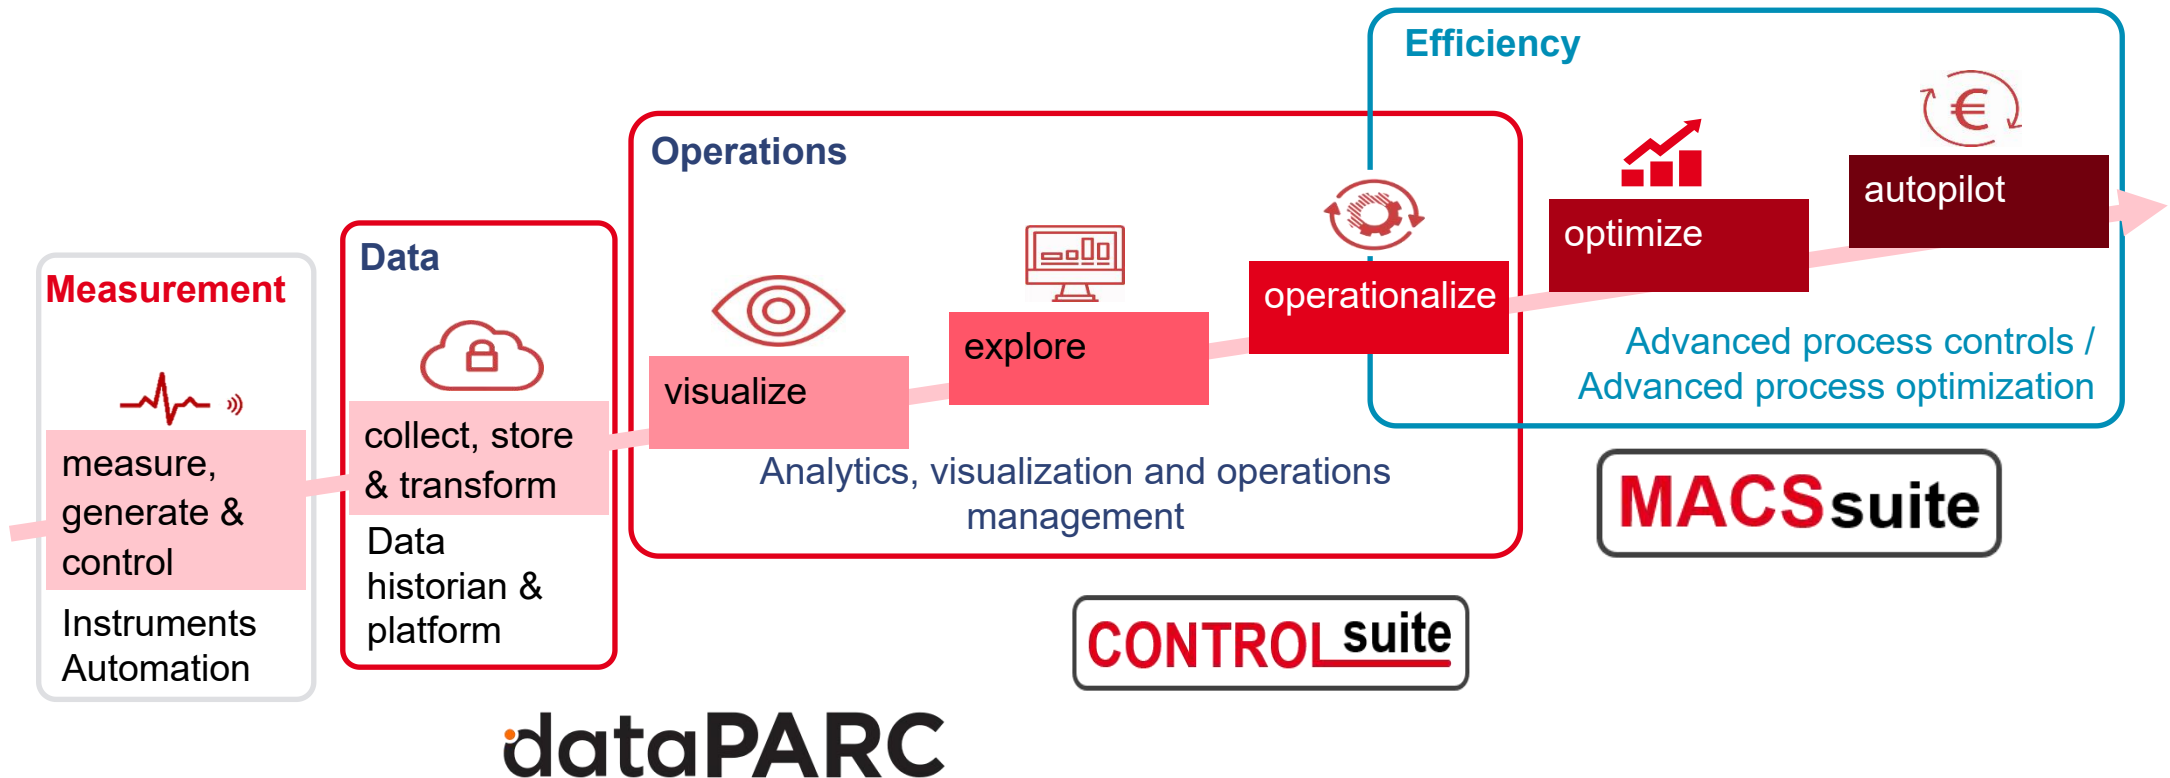 Measurement
measure,
generate &
control
Instruments
Automation
Data
collect, store
& transform
Data
historian &
platform
Operations
visualize
explore
operationalize
Analytics, visualization and operations
management
Efficiency
optimize
€
autopilot
Advanced process controls /
Advanced process optimization
MACSsuite
CONTROLsuite
dataPARC